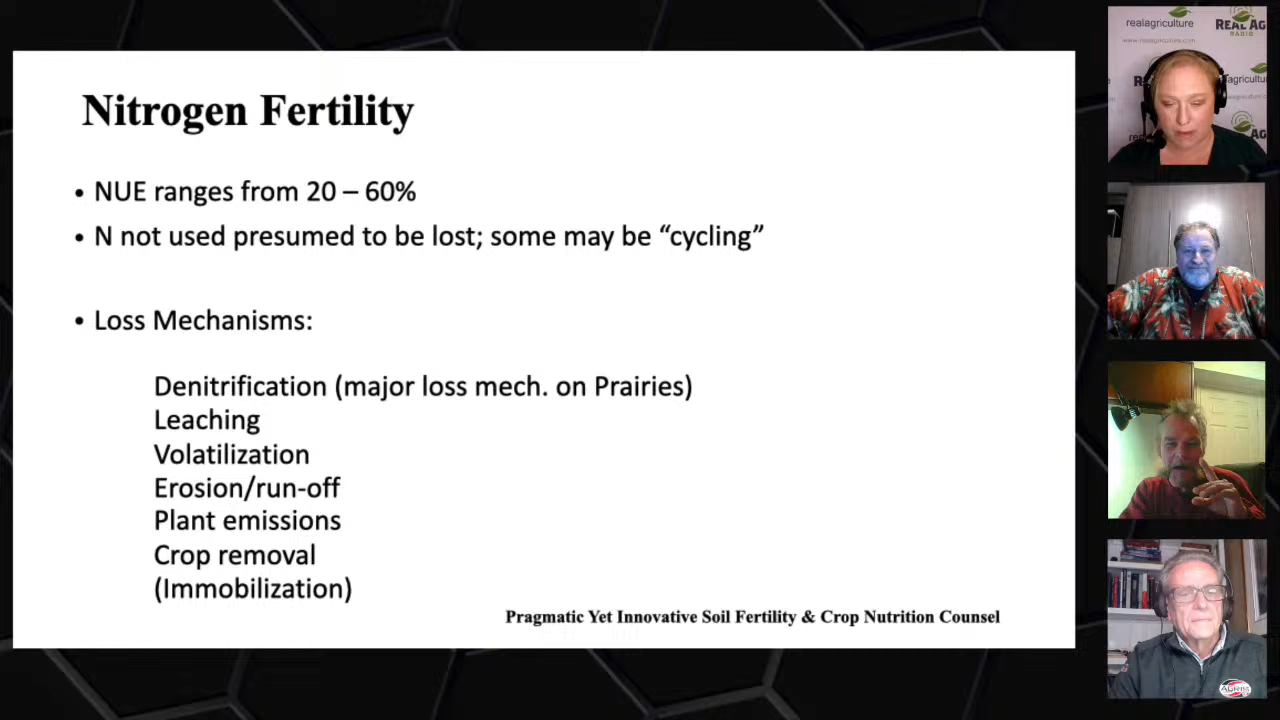 Nitrogen Fertility
• NUE ranges from 20 – 60%
• N not used presumed to be lost; some may be “cycling”
• Loss Mechanisms:
Denitrification (major loss mech. on Prairies)
Leaching
Volatilization
Erosion/run-off
Plant emissions
Crop removal
(Immobilization)
Pragmatic Yet Innovative Soil Fertility & Crop Nutrition Counsel
realagriculture
REAL AG
RADIO
www.realagriculture.com
AGRIS